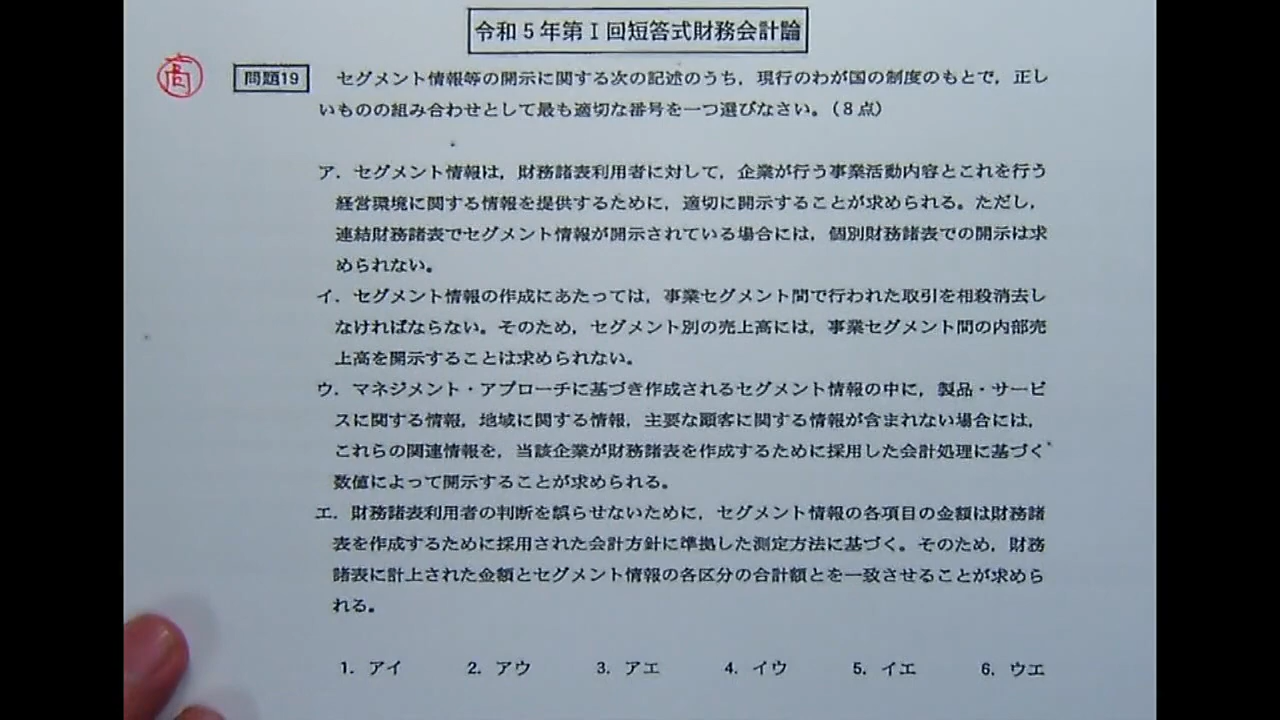 令和5年第Ⅰ回短答式財務会計論
高 問題19 セグメント情報等の開示に関する次の記述のうち，現行のわが国の制度のもとで，正し
いものの組み合わせとして最も適切な番号を一つ選びなさい。（８点）
ア．セグメント情報は，財務諸表利用者に対して，企業が行う事業活動内容とこれを行う
経営環境に関する情報を提供するために，適切に開示することが求められる。ただし，
連結財務諸表でセグメント情報が開示されている場合には，個別財務諸表での開示は求
められない。
イ．セグメント情報の作成にあたっては，事業セグメント間で行われた取引を相殺消去し
なければならない。そのため，セグメント別の売上高には，事業セグメント間の内部売
上高を開示することは求められない。
ウ．マネジメント・アプローチに基づき作成されるセグメント情報の中に，製品・サービ
スに関する情報，地域に関する情報，主要な顧客に関する情報が含まれない場合には，
これらの関連情報を，当該企業が財務諸表を作成するために採用した会計処理に基づく
数値によって開示することが求められる。
エ．財務諸表利用者の判断を誤らせないために，セグメント情報の各項目の金額は財務諸
表を作成するために採用された会計方針に準拠した測定方法に基づく。そのため，財務
諸表に計上された金額とセグメント情報の各区分の合計額とを一致させることが求めら
れる。
1．アイ 2．アウ 3．アエ 4．イウ 5．イエ 6．ウエ